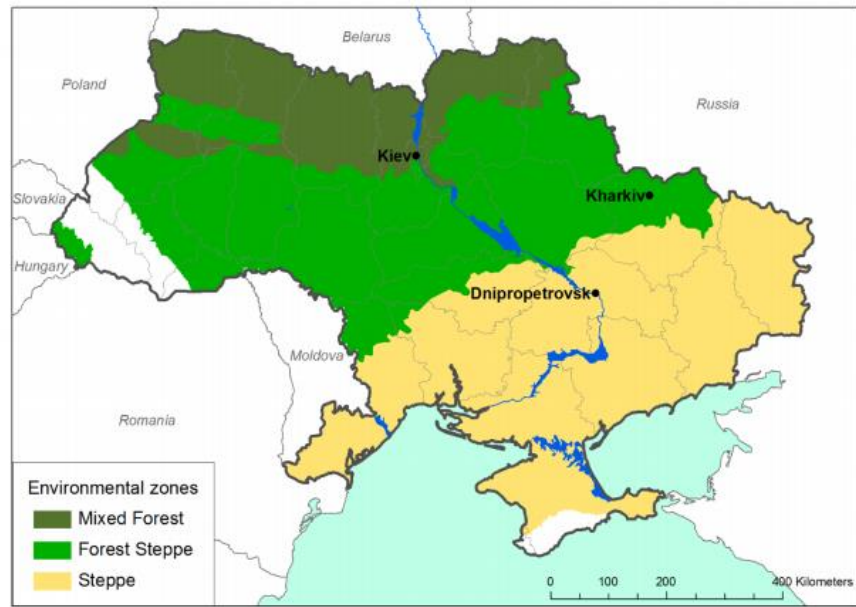 Belarus
Poland
Russia
Kiev
Kharkiv
Slovakia
Hungary
Dnipropetrovsk
Moldova
Romania
Environmental zones
Mixed Forest
Forest Steppe
Steppe
0 100 200 400 Kilometers